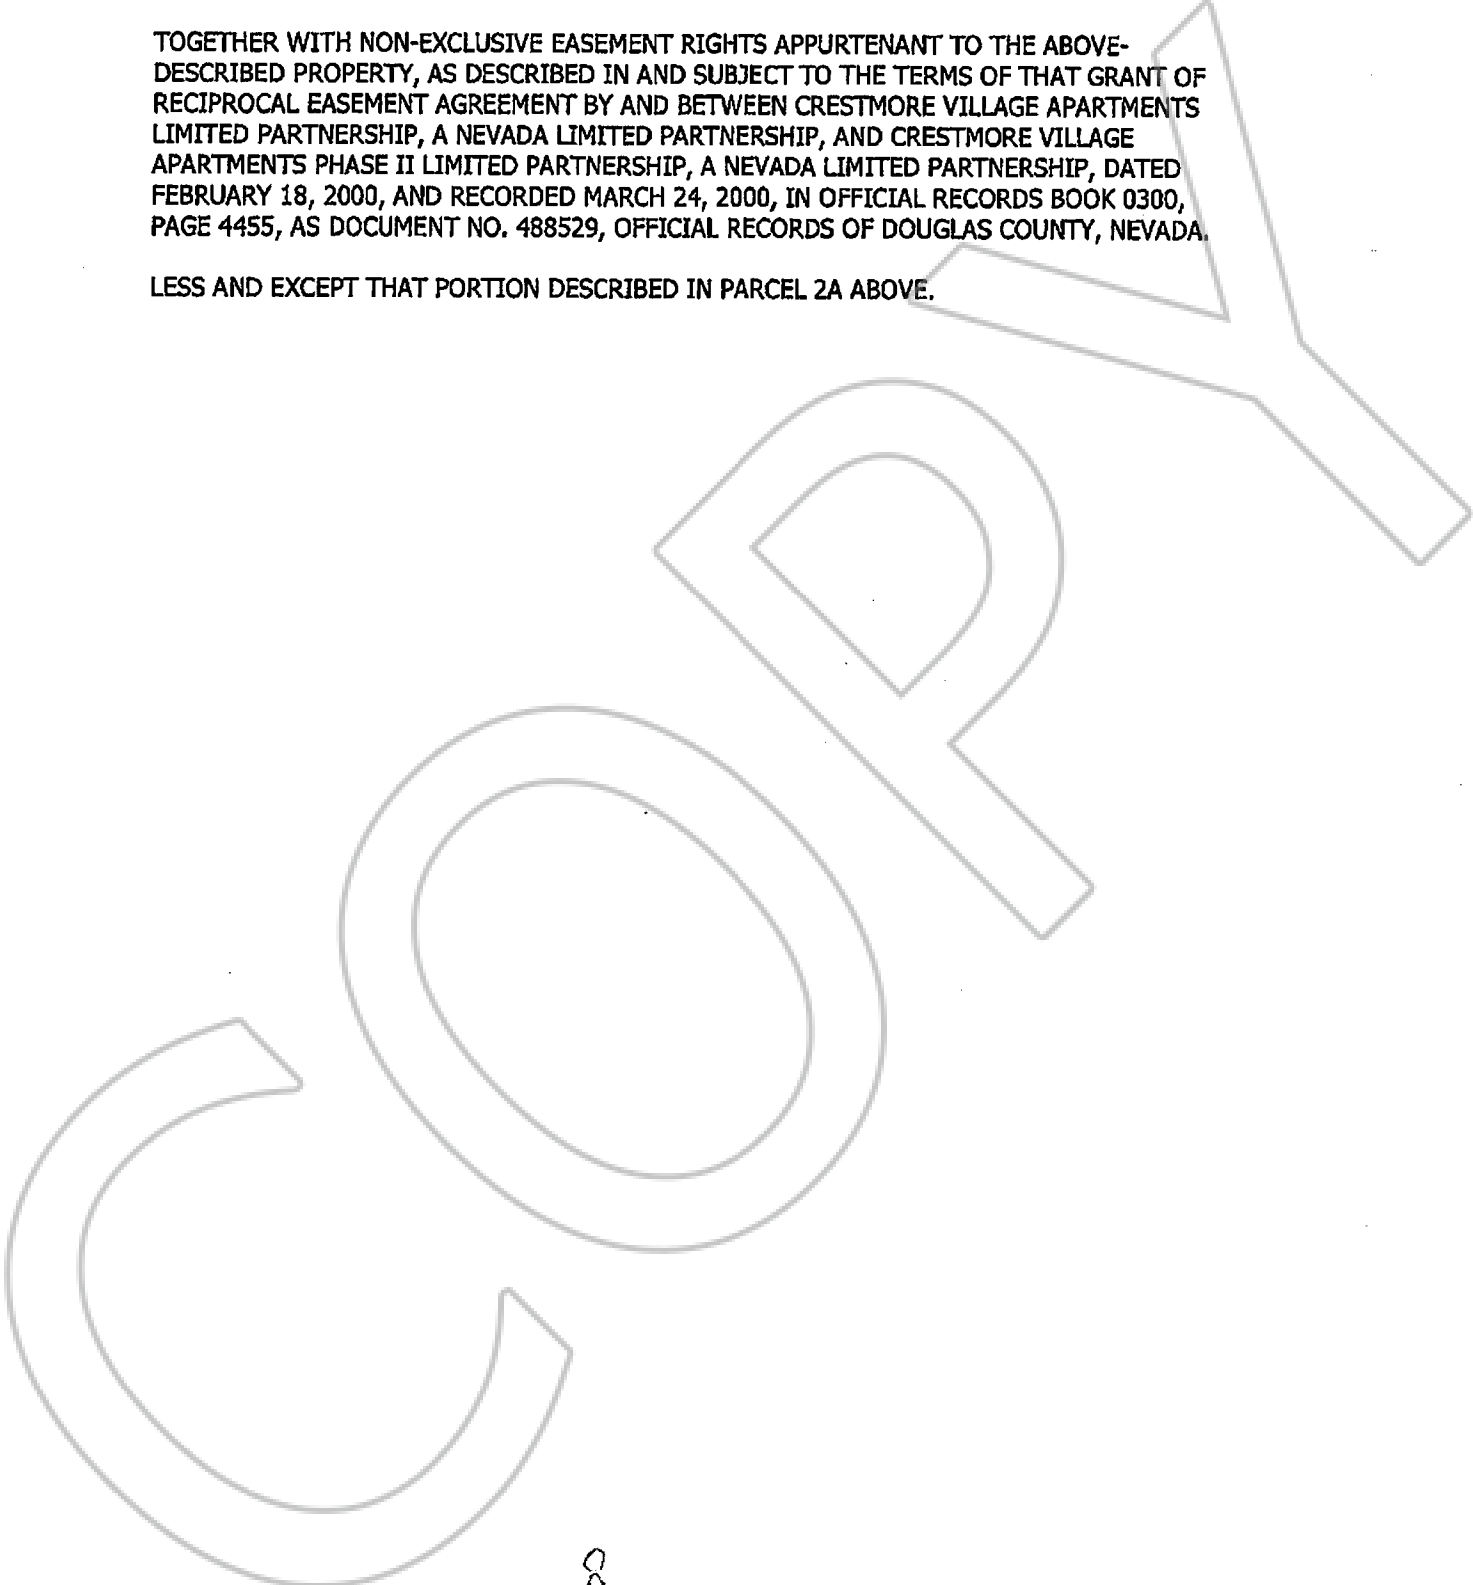 TOGETHER WITH NON-EXCLUSIVE EASEMENT RIGHTS APPURTENANT TO THE ABOVE-
DESCRIBED PROPERTY, AS DESCRIBED IN AND SUBJECT TO THE TERMS OF THAT GRANT OF
RECIPROCAL EASEMENT AGREEMENT BY AND BETWEEN CRESTMORE VILLAGE APARTMENTS
LIMITED PARTNERSHIP, A NEVADA LIMITED PARTNERSHIP, AND CRESTMORE VILLAGE
APARTMENTS PHASE II LIMITED PARTNERSHIP, A NEVADA LIMITED PARTNERSHIP, DATED
FEBRUARY 18, 2000, AND RECORDED MARCH 24, 2000, IN OFFICIAL RECORDS BOOK 0300,
PAGE 4455, AS DOCUMENT NO. 488529, OFFICIAL RECORDS OF DOUGLAS COUNTY, NEVADA.
LESS AND EXCEPT THAT PORTION DESCRIBED IN PARCEL 2A ABOVE.
COPY